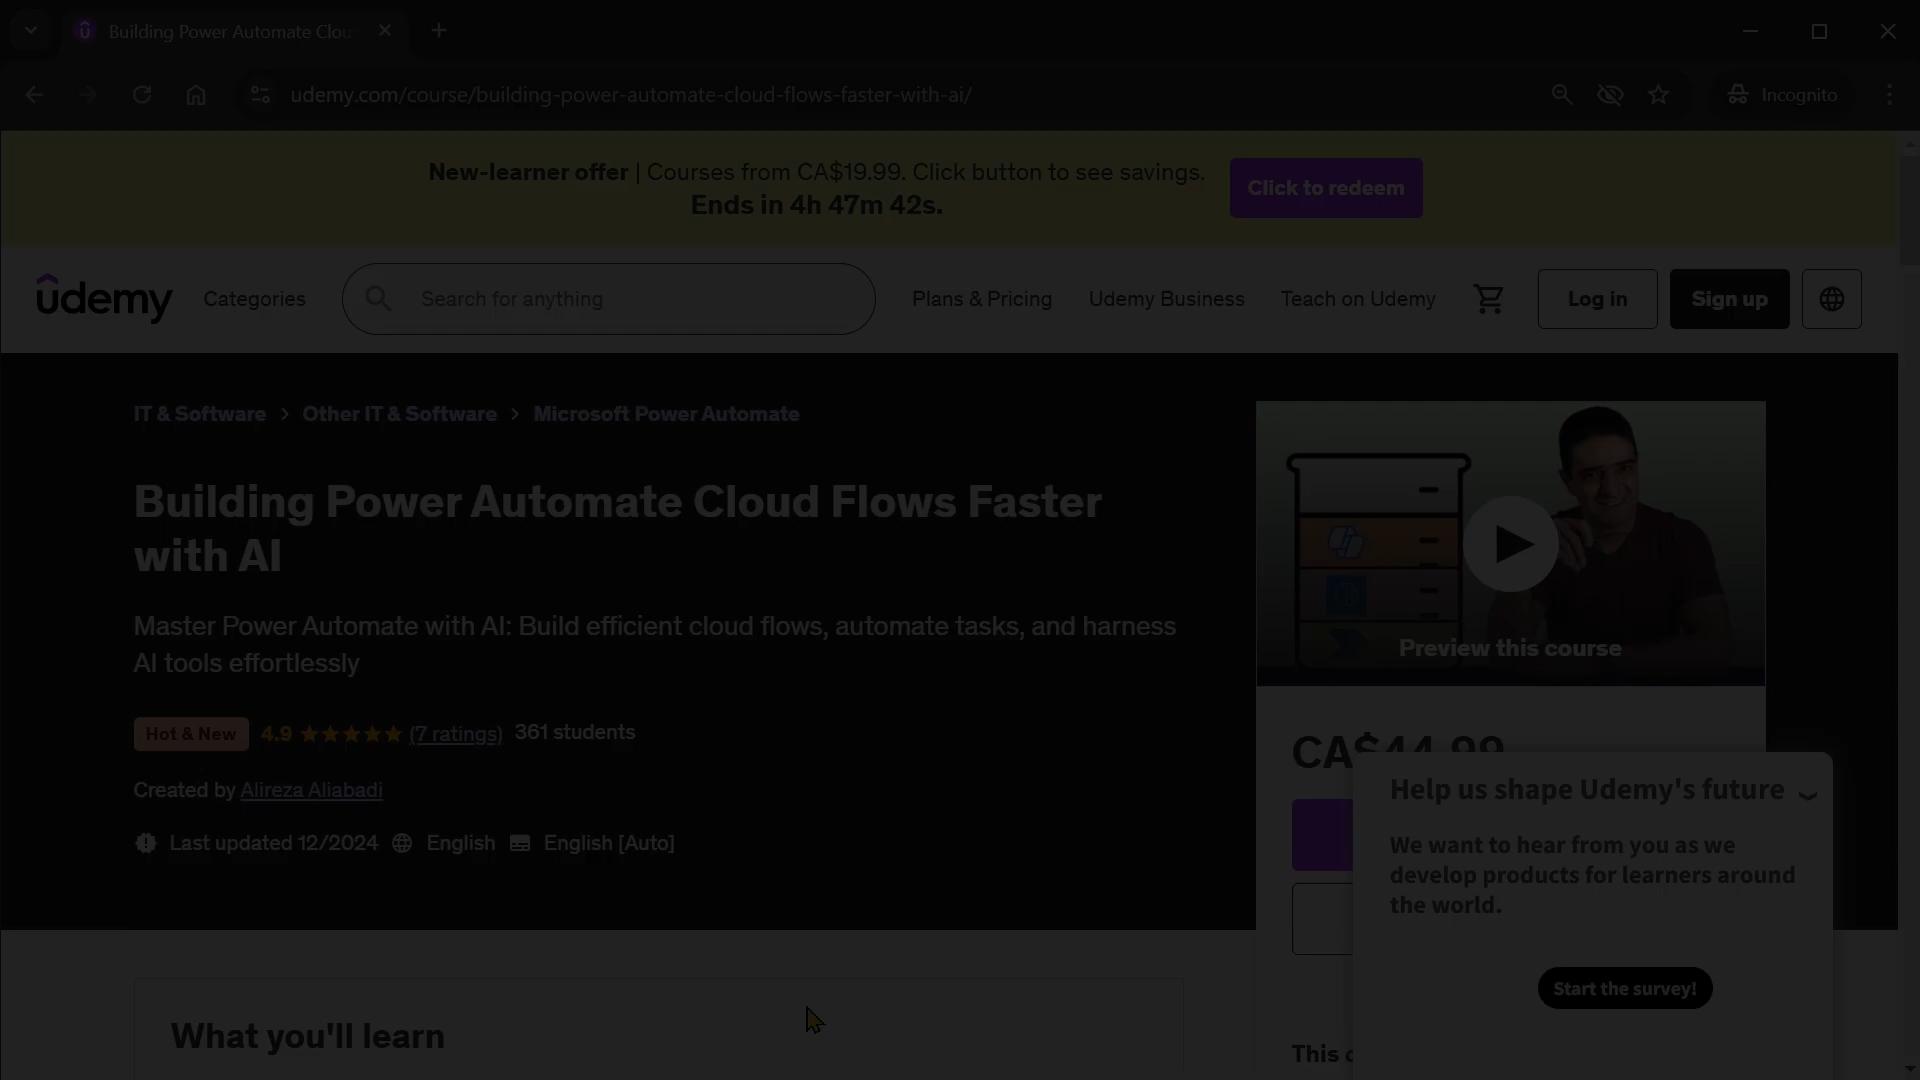 Building Power Automate Clou
udemy.com/course/building-power-automate-cloud-flows-faster-with-ai/
Incognito
New-learner offer | Courses from CA$19.99. Click button to see savings.
Ends in 4h 47m 42s.
Click to redeem
udemy
Categories
Search for anything
Plans & Pricing
Udemy Business
Teach on Udemy
Log in
Sign up
IT & Software
Other IT & Software
Microsoft Power Automate
Building Power Automate Cloud Flows Faster
with AI
Master Power Automate with AI: Build efficient cloud flows, automate tasks, and harness
AI tools effortlessly
Hot & New
4.9
(7 ratings)
361 students
Created by Alireza Aliabadi
Last updated 12/2024
English
English [Auto]
Preview this course
CA$44.99
Help us shape Udemy's future
We want to hear from you as we
develop products for learners around
the world.
Start the survey!
What you'll learn
This